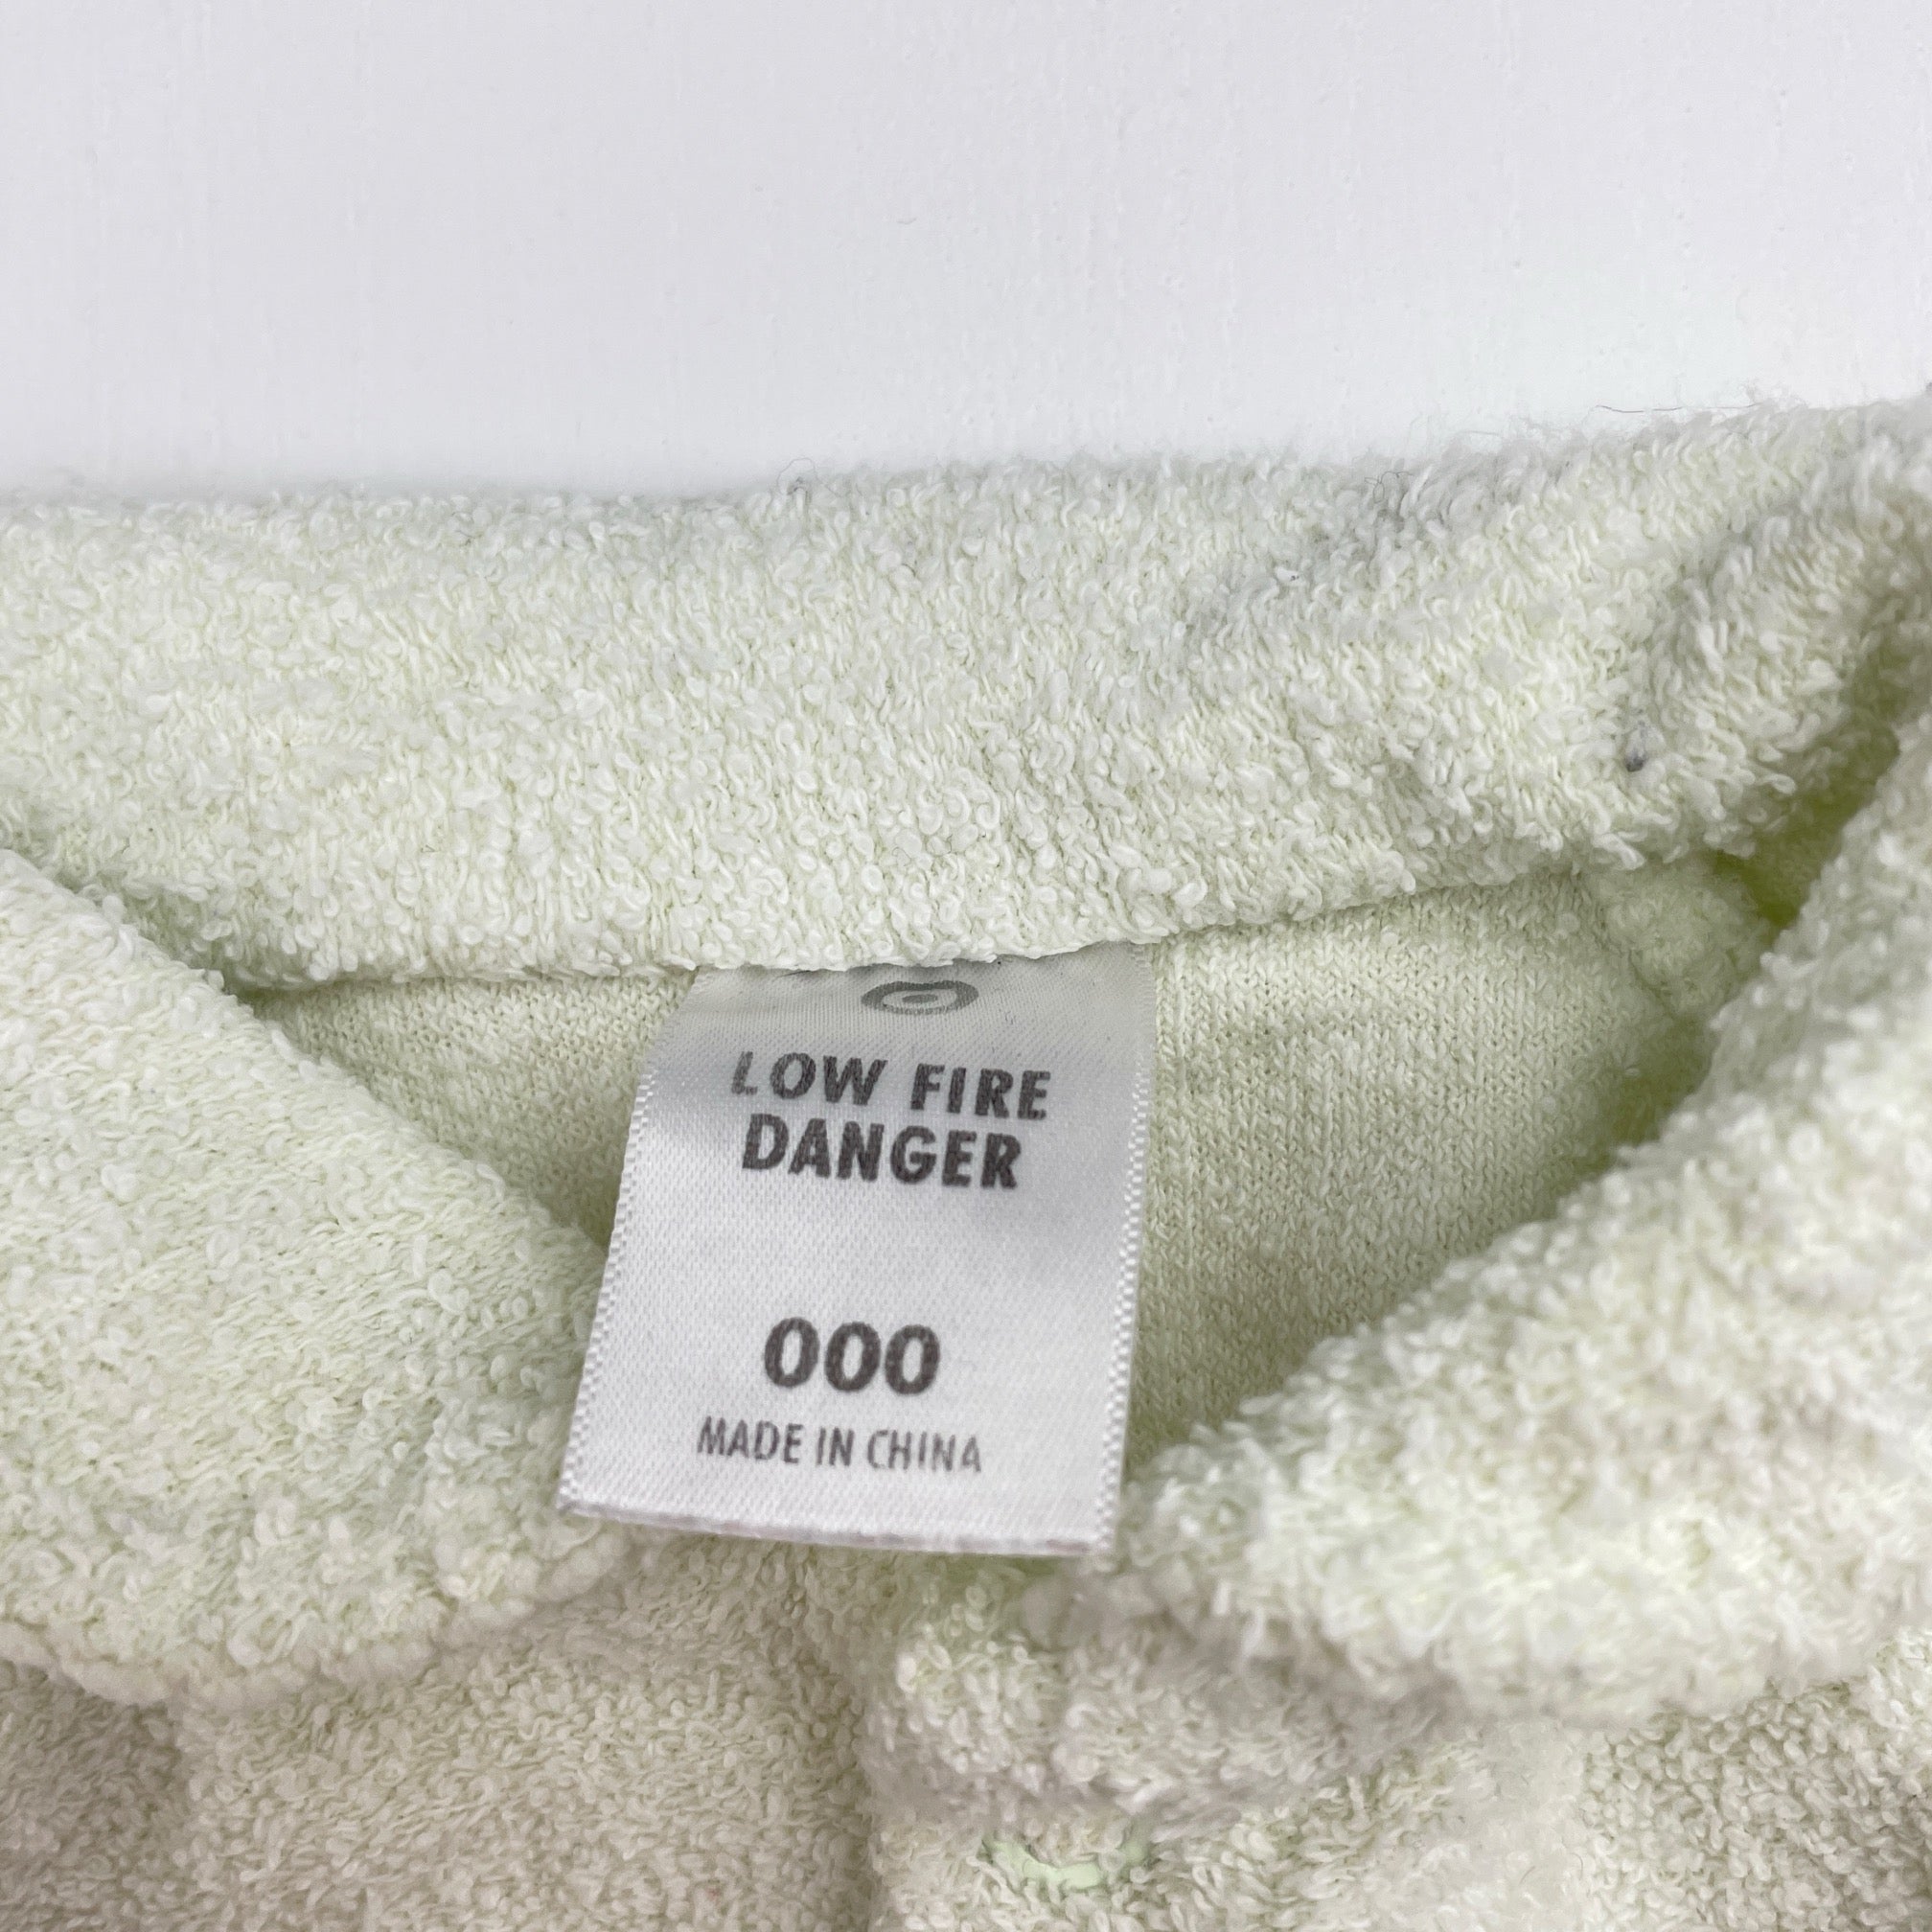 LOW FIRE
DANGER
000
MADE IN CHINA